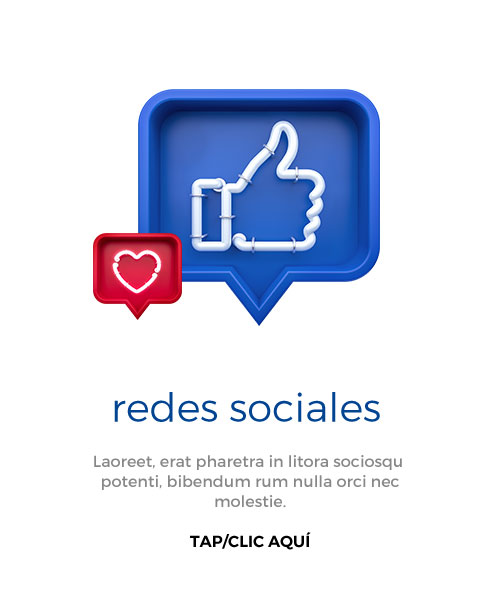 redes sociales
Laoreet, erat pharetra in litora sociosqu
potenti, bibendum rum nulla orci nec
molestie.
TAP/CLIC AQUÍ